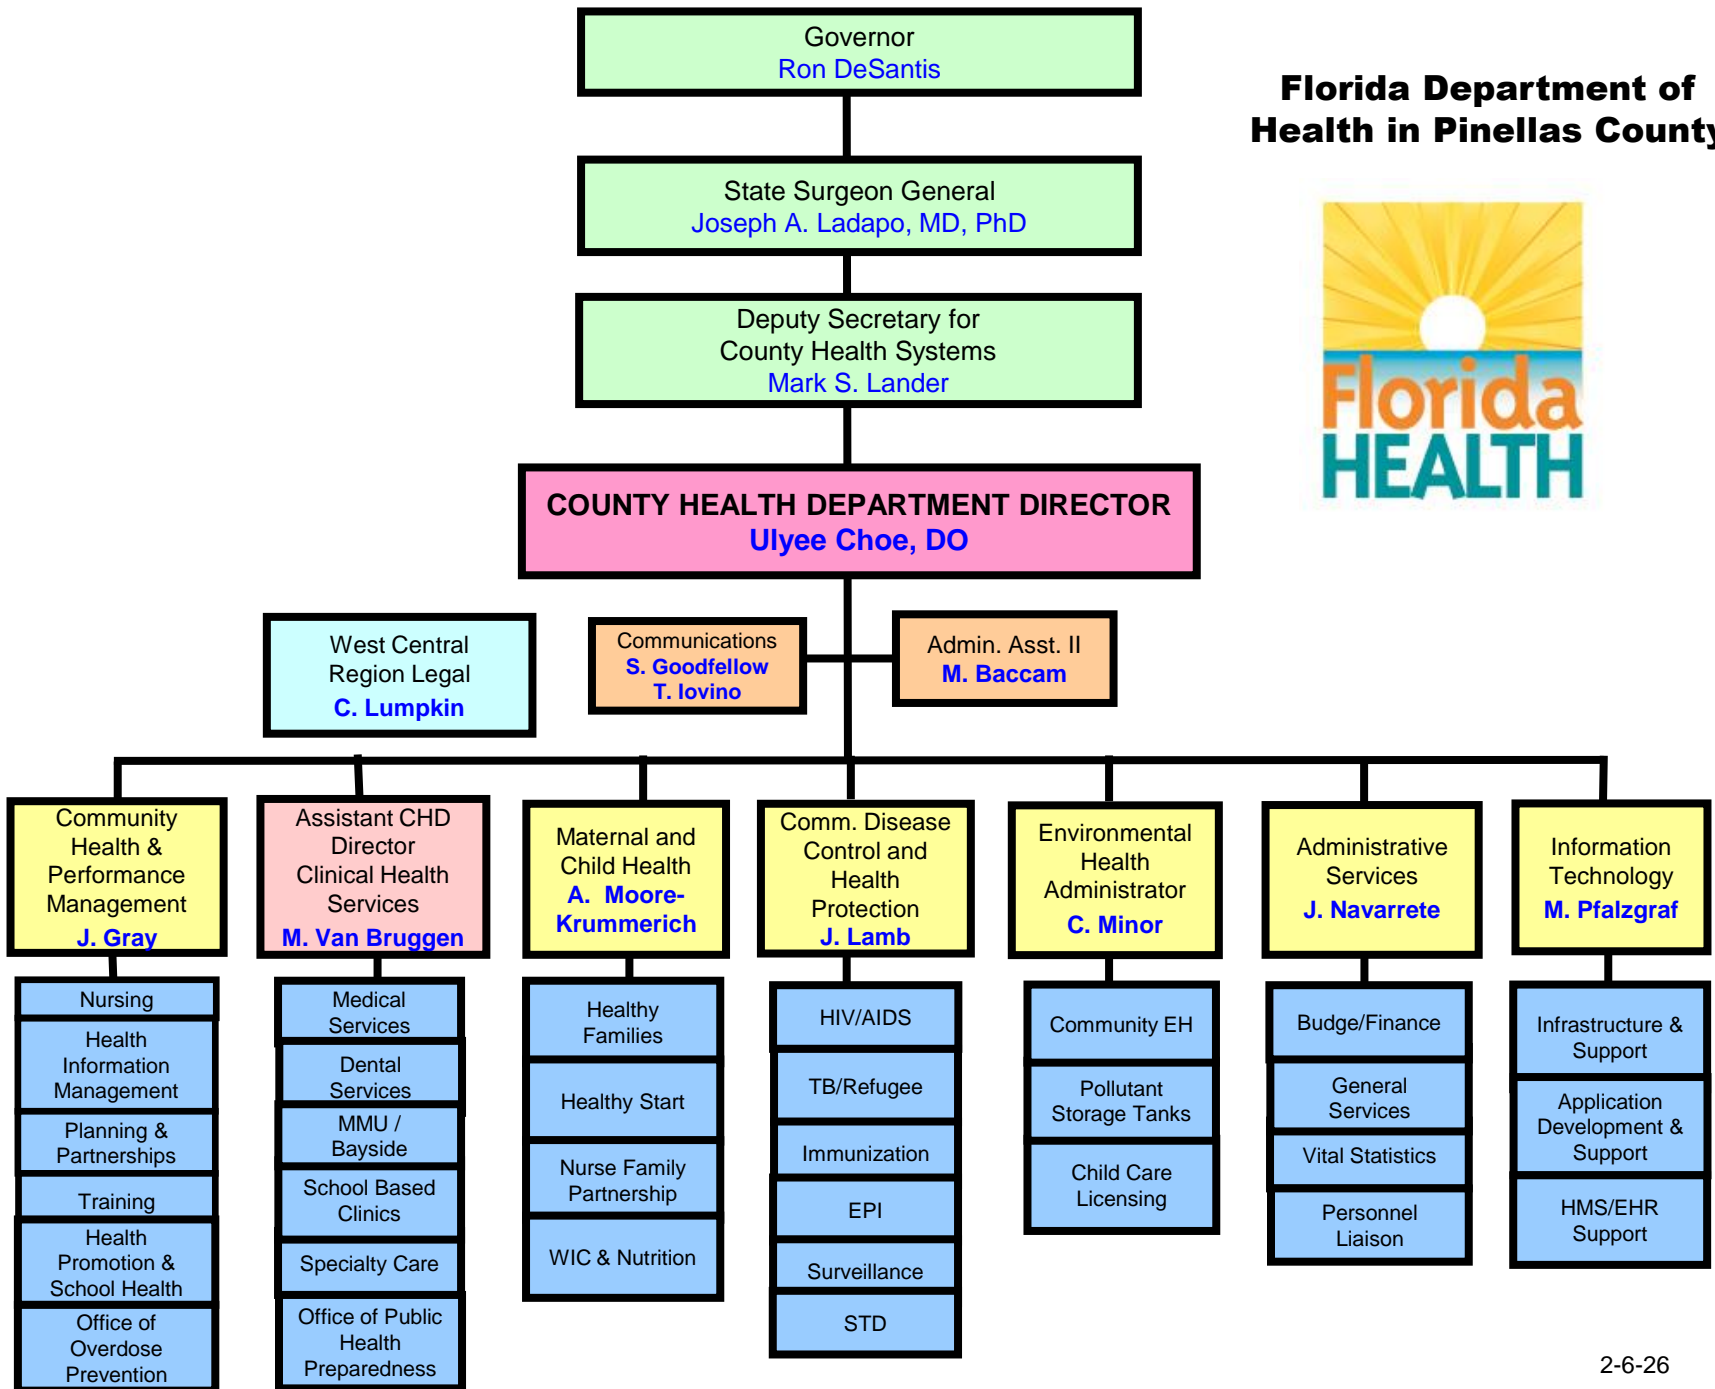 Governor
Ron DeSantis
Florida Department of
Health in Pinellas County
State Surgeon General
Joseph A. Ladapo, MD, PhD
Deputy Secretary for
County Health Systems
Mark S. Lander
Florida
HEALTH
COUNTY HEALTH DEPARTMENT DIRECTOR
Ulyee Choe, DO
West Central
Region Legal
C. Lumpkin
Communications
S. Goodfellow
T. Iovino
Admin. Asst. II
M. Baccam
Community
Health &
Performance
Management
J. Gray
Nursing
Health
Information
Management
Planning &
Partnerships
Training
Health
Promotion &
School Health
Office of
Overdose
Prevention
Assistant CHD
Director
Clinical Health
Services
M. Van Bruggen
Medical
Services
Dental
Services
MMU /
Bayside
School Based
Clinics
Specialty Care
Office of Public
Health
Preparedness
Maternal and
Child Health
A. Moore-
Krummerich
Healthy
Families
Healthy Start
Nurse Family
Partnership
WIC & Nutrition
Comm. Disease
Control and
Health
Protection
J. Lamb
HIV/AIDS
TB/Refugee
Immunization
EPI
Surveillance
STD
Environmental
Health
Administrator
C. Minor
Community EH
Pollutant
Storage Tanks
Child Care
Licensing
Administrative
Services
J. Navarrete
Budge/Finance
General
Services
Vital Statistics
Personnel
Liaison
Information
Technology
M. Pfalzgraf
Infrastructure &
Support
Application
Development &
Support
HMS/EHR
Support
2-6-26